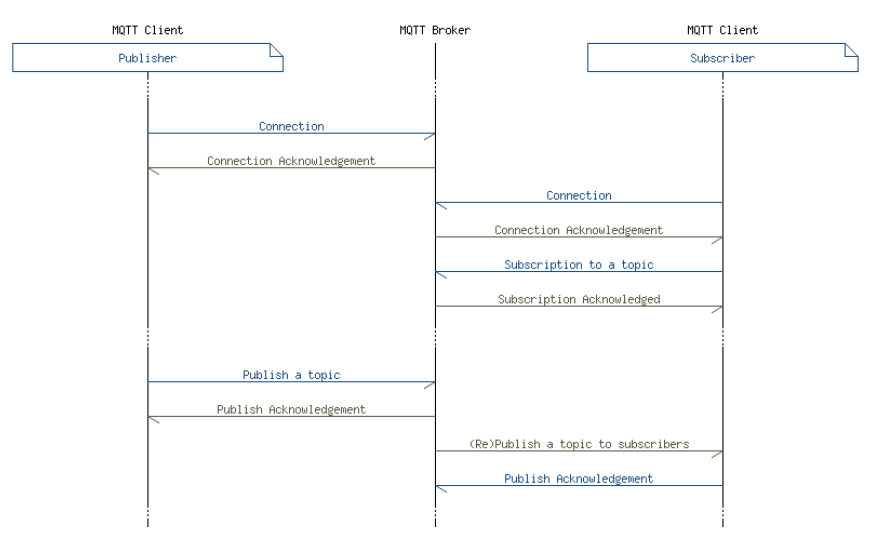 MQTT Client MQTT Broker MQTT Client
Publisher Subscriber
Connection
Connection Acknowledgement
Connection
Connection Acknowledgement
Subscription to a topic
Subscription Acknowledged
Publish a topic
Publish Acknowledgement
(Re)Publish a topic to subscribers
Publish Acknowledgement